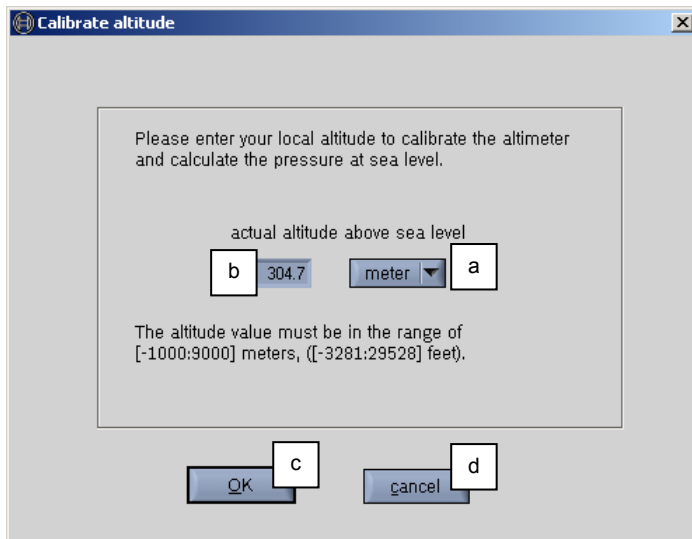 Calibrate altitude
Please enter your local altitude to calibrate the altimeter
and calculate the pressure at sea level.
actual altitude above sea level
b 304.7 meter a
The altitude value must be in the range of
[-1000:9000] meters, ([-3281:29528] feet).
OK c cancel d